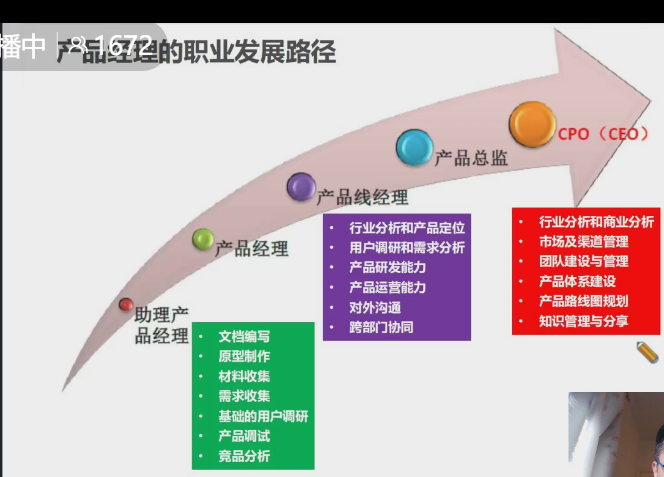 播中 1672
产品经理的职业发展路径
CPO（CEO）
产品总监
产品线经理
产品经理
助理产
品经理
• 文档编写
• 原型制作
• 材料收集
• 需求收集
• 基础的用户调研
• 产品调试
• 竞品分析
• 行业分析和产品定位
• 用户调研和需求分析
• 产品研发能力
• 产品运营能力
• 对外沟通
• 跨部门协同
• 行业分析和商业分析
• 市场及渠道管理
• 团队建设与管理
• 产品体系建设
• 产品路线图规划
• 知识管理与分享